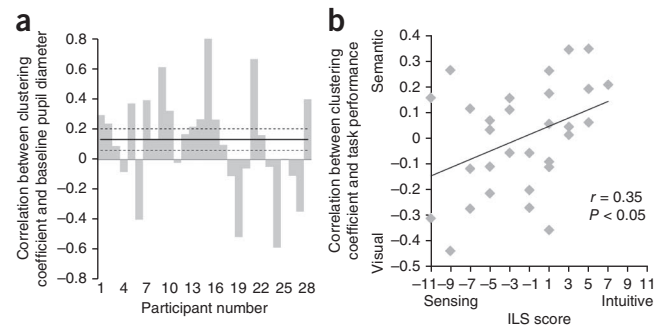 a
Correlation between clustering
coefficient and baseline pupil diameter
0.8
0.6
0.4
0.2
0
–0.2
–0.4
–0.6
–0.8
1 4 7 10 13 16 19 22 25 28
Participant number
b
Correlation between clustering
coefficient and task performance
Semantic
Visual
0.4
0.3
0.2
0.1
0
–0.1
–0.2
–0.3
–0.4
–0.5
r = 0.35
P < 0.05
–11 –9 –7 –5 –3 –1 1 3 5 7 9 11
Sensing Intuitive
ILS score